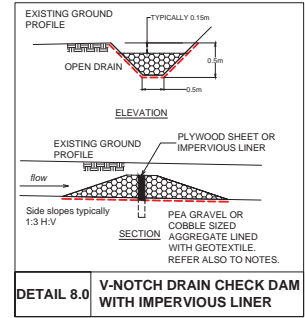 EXISTING GROUND
PROFILE
TYPICALLY 0.15m
OPEN DRAIN
0.5m
0.5m
ELEVATION
EXISTING GROUND
PROFILE
PLYWOOD SHEET OR
IMPERVIOUS LINER
flow
Side slopes typically
1:3 H:V
SECTION
PEA GRAVEL OR
COBBLE SIZED
AGGREGATE LINED
WITH GEOTEXTILE.
REFER ALSO TO NOTES.
DETAIL 8.0
V-NOTCH DRAIN CHECK DAM
WITH IMPERVIOUS LINER